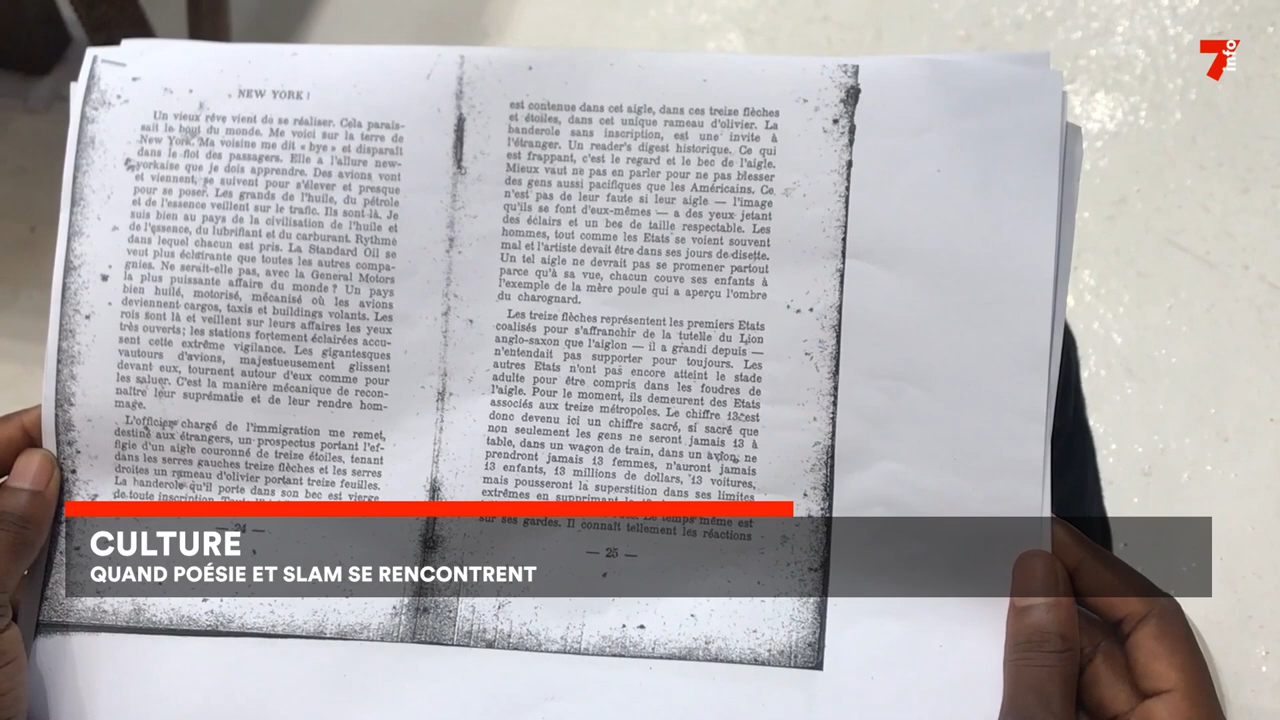 7info
NEW YORK !
Un vieux rêve vient de se réaliser. Cela parais-
sait le bout du monde. Me voici sur la terre de
New York. Ma voisine me dit « bye » et disparaît
dans le flot des passagers. Elle a l'allure new-
yorkaise que je dois apprendre. Des avions vont
et viennent, se suivent pour s'élever et presque
pour se poser. Les grands de l'huile, du pétrole
et de l'essence veillent sur le trafic. Ils sont là. Je
suis bien au pays de la civilisation de l'huile et
de l'essence, du lubrifiant et du carburant. Rythme
dans lequel chacun est pris. La Standard Oil se
veut plus éclairante que toutes les autres compa-
gnies. Ne serait-elle pas, avec la General Motors
la plus puissante affaire du monde ? Un pays
bien huilé, motorisé, mécanisé où les avions
deviennent cargos, taxis et buildings volants. Les
rois sont là et veillent sur leurs affaires les yeux
très ouverts ; les stations fortement éclairées accu-
sent cette extrême vigilance. Les gigantesques
vautours d'avions, majestueusement glissent
devant eux, tournent autour d'eux comme pour
les saluer. C'est la manière mécanique de recon-
naître leur suprématie et de leur rendre hom-
mage.
L'officier chargé de l'immigration me remet,
destiné aux étrangers, un prospectus portant l'ef-
figie d'un aigle couronné de treize étoiles, tenant
dans les serres gauches treize flèches et les serres
droites un rameau d'olivier portant treize feuilles.
La banderole qu'il porte dans son bec est vierge
de toute inscription.
— 24 —
est contenue dans cet aigle, dans ces treize flèches
et étoiles, dans cet unique rameau d'olivier. La
banderole sans inscription, est une invite à
l'étranger. Un reader's digest historique. Ce qui
est frappant, c'est le regard et le bec de l'aigle.
Mieux vaut ne pas en parler pour ne pas blesser
des gens aussi pacifiques que les Américains. Ce
n'est pas de leur faute si leur aigle — l'image
qu'ils se font d'eux-mêmes — a des yeux jetant
des éclairs et un bec de taille respectable. Les
hommes, tout comme les Etats se voient souvent
mal et l'artiste devait être dans ses jours de disette.
Un tel aigle ne devrait pas se promener partout
parce qu'à sa vue, chacun couve ses enfants à
l'exemple de la mère poule qui a aperçu l'ombre
du charognard.
Les treize flèches représentent les premiers Etats
coalisés pour s'affranchir de la tutelle du Lion
anglo-saxon que l'aiglon — il a grandi depuis —
n'entendait pas supporter pour toujours. Les
autres Etats n'ont pas encore atteint le stade
adulte pour être compris dans les foudres de
l'aigle. Pour le moment, ils demeurent des Etats
associés aux treize métropoles. Le chiffre 13 est
donc devenu ici un chiffre sacré, si sacré que
non seulement les gens ne seront jamais 13 à
table, dans un wagon de train, dans un avion, ne
prendront jamais 13 femmes, n'auront jamais
13 enfants, 13 millions de dollars, 13 voitures,
mais pousseront la superstition dans ses limites
extrêmes en supprimant le
Le temps même est
sur ses gardes. Il connaît tellement les réactions
— 25 —
CULTURE
QUAND POÉSIE ET SLAM SE RENCONTRENT